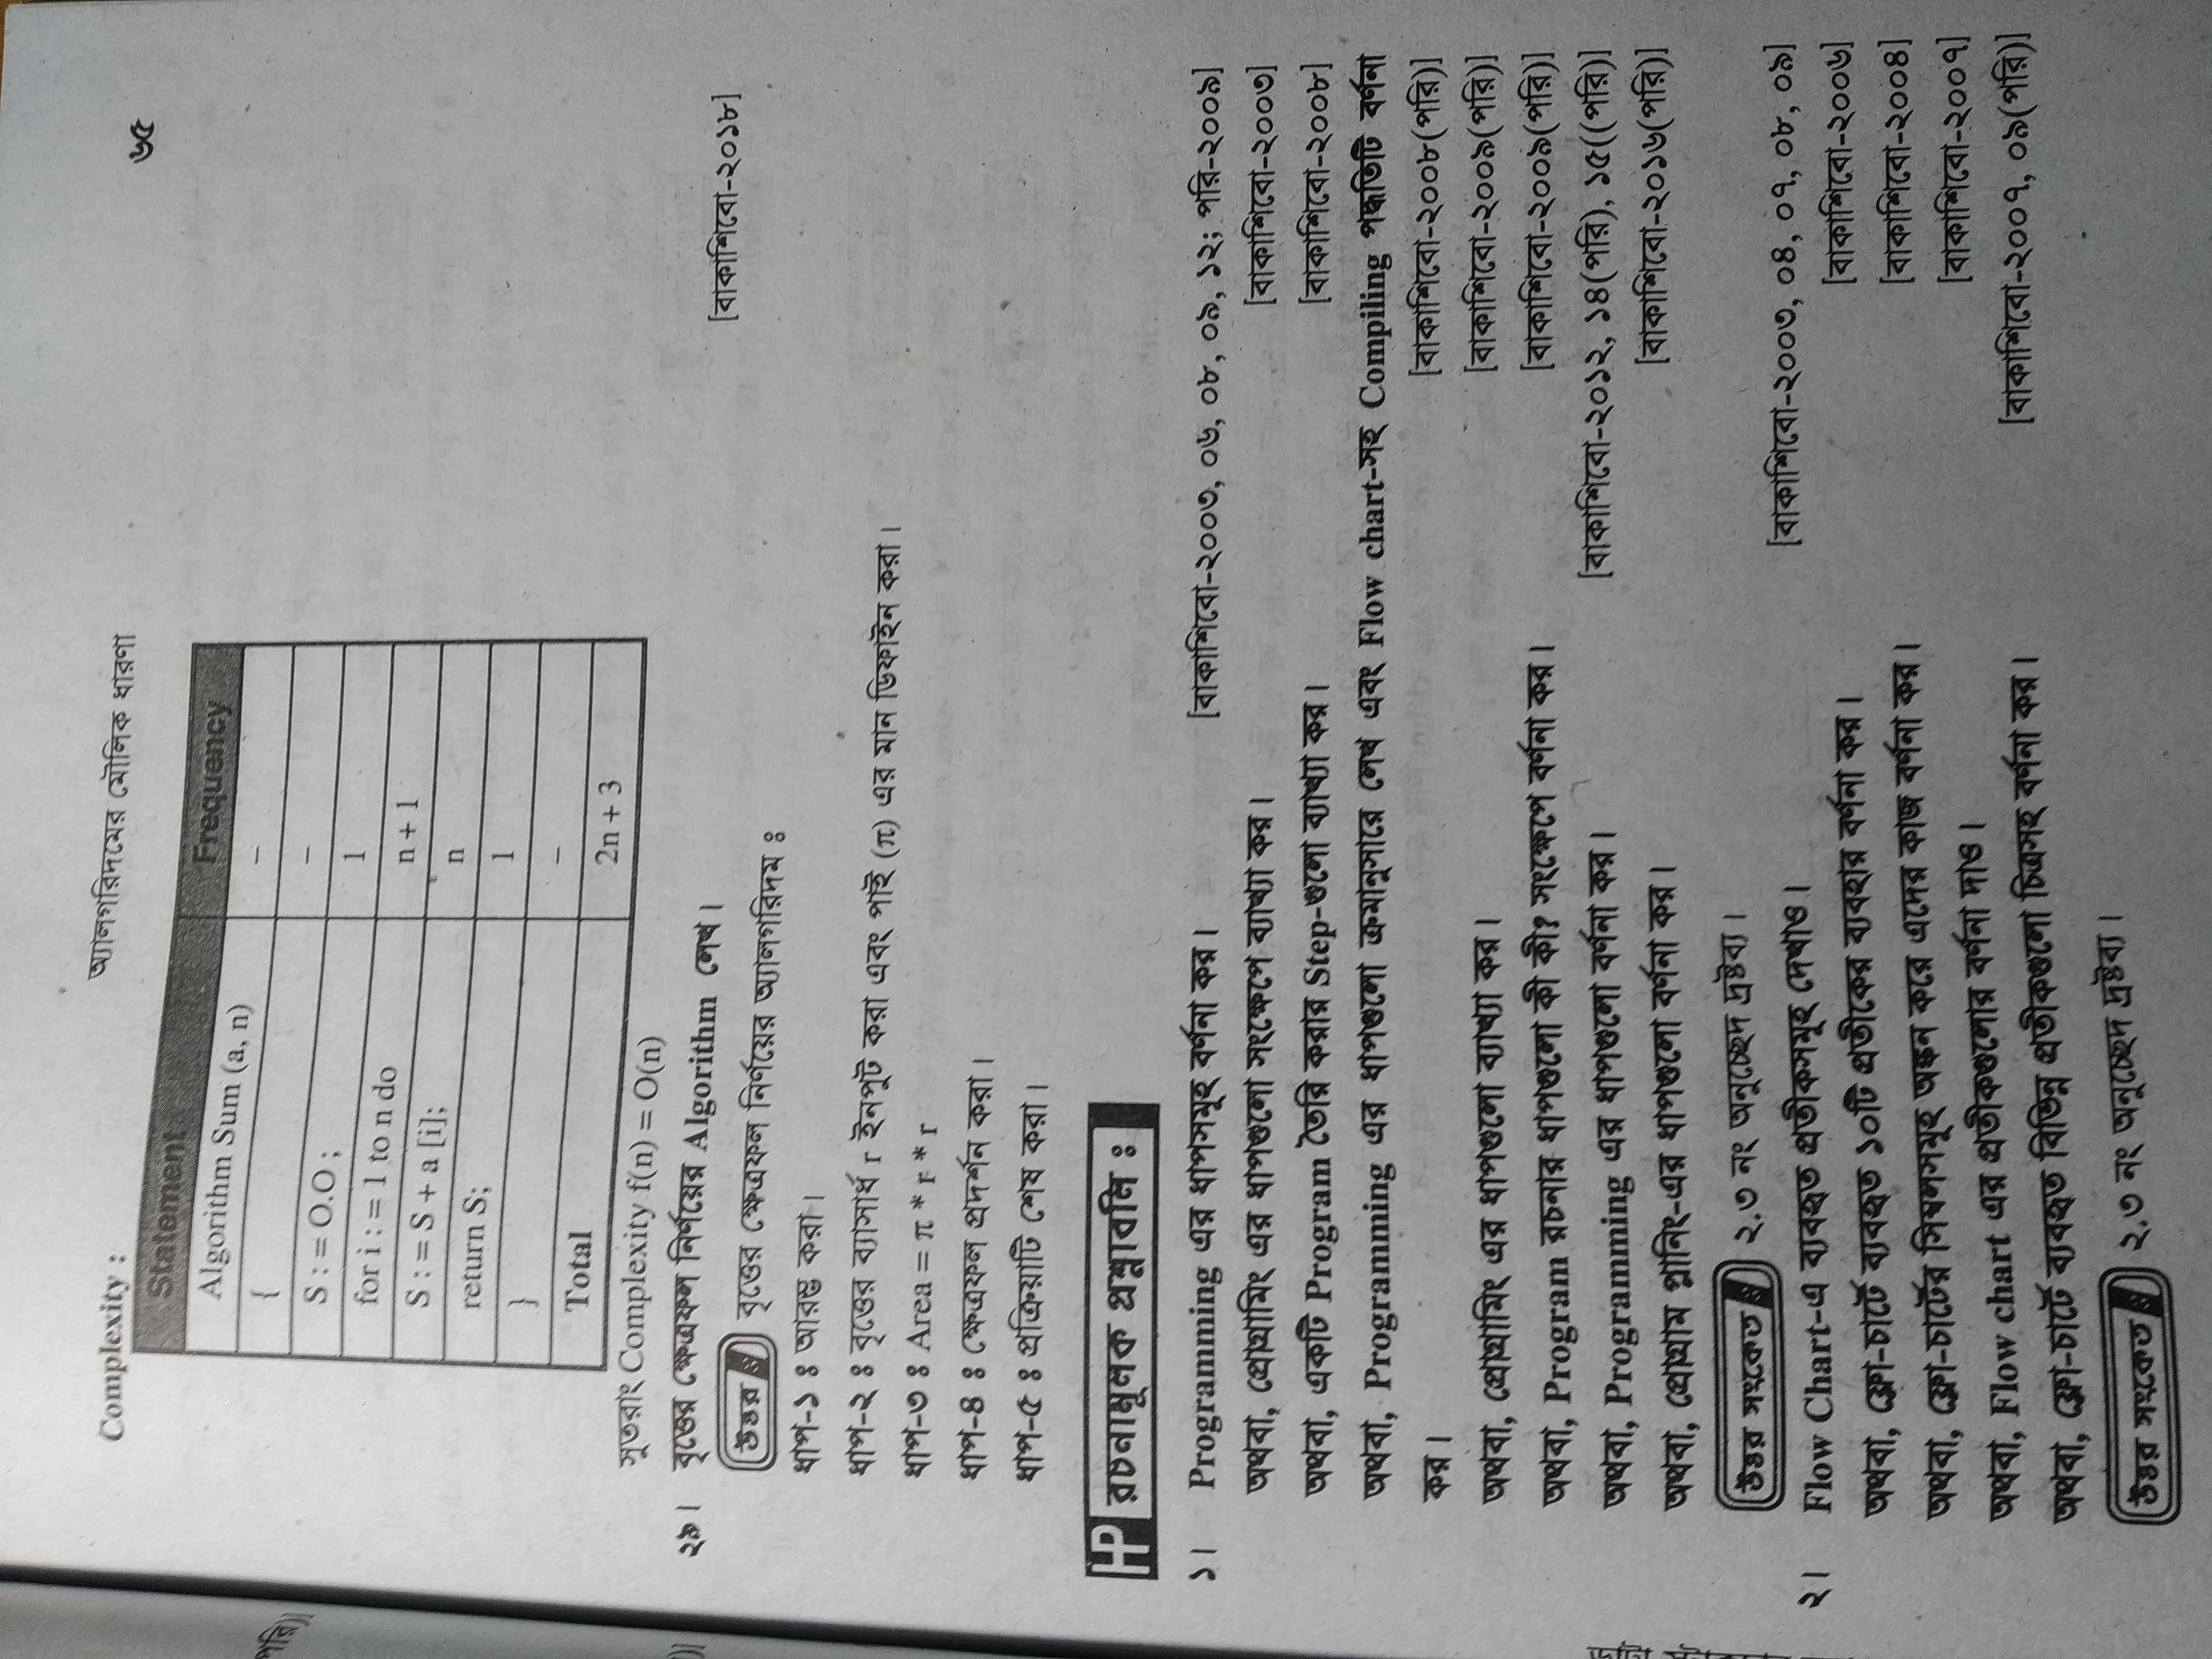 অ্যালগরিদমের মৌলিক ধারণা ৬৫
Complexity :
Statement Frequency
Algorithm Sum (a, n) –
{ –
S : = O.O ; 1
for i : = 1 to n do n + 1
S : = S + a [i]; n
return S; 1
} –
Total 2n + 3
সুতরাং Complexity f(n) = O(n)
২৯। বৃত্তের ক্ষেত্রফল নির্ণয়ের Algorithm লেখ। [বাকাশিবো-২০১৮]
উত্তর বৃত্তের ক্ষেত্রফল নির্ণয়ের অ্যালগরিদম ঃ
ধাপ-১ ঃ আরম্ভ করা।
ধাপ-২ ঃ বৃত্তের ব্যাসার্ধ r ইনপুট করা এবং পাই (π) এর মান ডিফাইন করা।
ধাপ-৩ ঃ Area = π * r * r
ধাপ-৪ ঃ ক্ষেত্রফল প্রদর্শন করা।
ধাপ-৫ ঃ প্রক্রিয়াটি শেষ করা।
HP রচনামূলক প্রশ্নাবলি ঃ
১। Programming এর ধাপসমূহ বর্ণনা কর। [বাকাশিবো-২০০৩, ০৬, ০৮, ০৯, ১২; পরি-২০০৯]
অথবা, প্রোগ্রামিং এর ধাপগুলো সংক্ষেপে ব্যাখ্যা কর। [বাকাশিবো-২০০৩]
অথবা, একটি Program তৈরি করার Step-গুলো ব্যাখ্যা কর। [বাকাশিবো-২০০৮]
অথবা, Programming এর ধাপগুলো ক্রমানুসারে লেখ এবং Flow chart-সহ Compiling পদ্ধতিটি বর্ণনা
কর। [বাকাশিবো-২০০৮(পরি)]
অথবা, প্রোগ্রামিং এর ধাপগুলো ব্যাখ্যা কর। [বাকাশিবো-২০০৯(পরি)]
অথবা, Program রচনার ধাপগুলো কী কী? সংক্ষেপে বর্ণনা কর। [বাকাশিবো-২০০৯(পরি)]
অথবা, Programming এর ধাপগুলো বর্ণনা কর। [বাকাশিবো-২০১২, ১৪(পরি), ১৫((পরি)]
অথবা, প্রোগ্রাম প্লানিং-এর ধাপগুলো বর্ণনা কর। [বাকাশিবো-২০১৬(পরি)]
উত্তর সংকেত ২.৩ নং অনুচ্ছেদ দ্রষ্টব্য।
২। Flow Chart-এ ব্যবহৃত প্রতীকসমূহ দেখাও। [বাকাশিবো-২০০৩, ০৪, ০৭, ০৮, ০৯]
অথবা, ফ্লো-চার্টে ব্যবহৃত ১০টি প্রতীকের ব্যবহার বর্ণনা কর। [বাকাশিবো-২০০৬]
অথবা, ফ্লো-চার্টের সিম্বলসমূহ অঙ্কন করে এদের কাজ বর্ণনা কর। [বাকাশিবো-২০০৪]
অথবা, Flow chart এর প্রতীকগুলোর বর্ণনা দাও। [বাকাশিবো-২০০৭]
অথবা, ফ্লো-চার্টে ব্যবহৃত বিভিন্ন প্রতীকগুলো চিত্রসহ বর্ণনা কর। [বাকাশিবো-২০০৭, ০৯(পরি)]
উত্তর সংকেত ২.৩ নং অনুচ্ছেদ দ্রষ্টব্য।